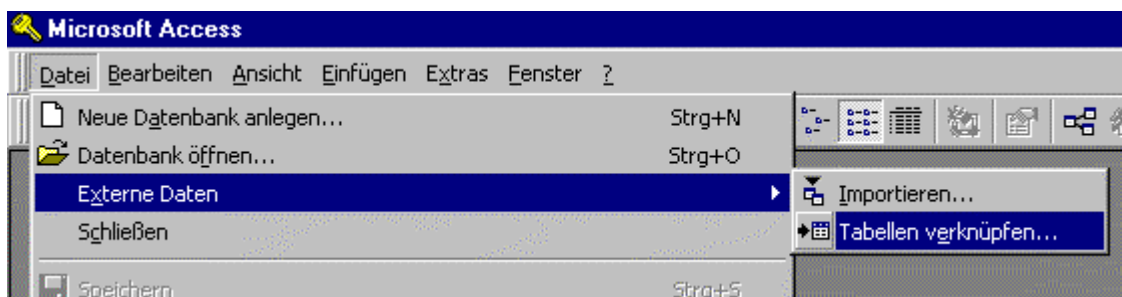 Microsoft Access
Datei Bearbeiten Ansicht Einfügen Extras Fenster ?
Neue Datenbank anlegen... Strg+N
Datenbank öffnen... Strg+O
Externe Daten
Importieren...
Schließen
Tabellen verknüpfen...
Speichern Strg+S